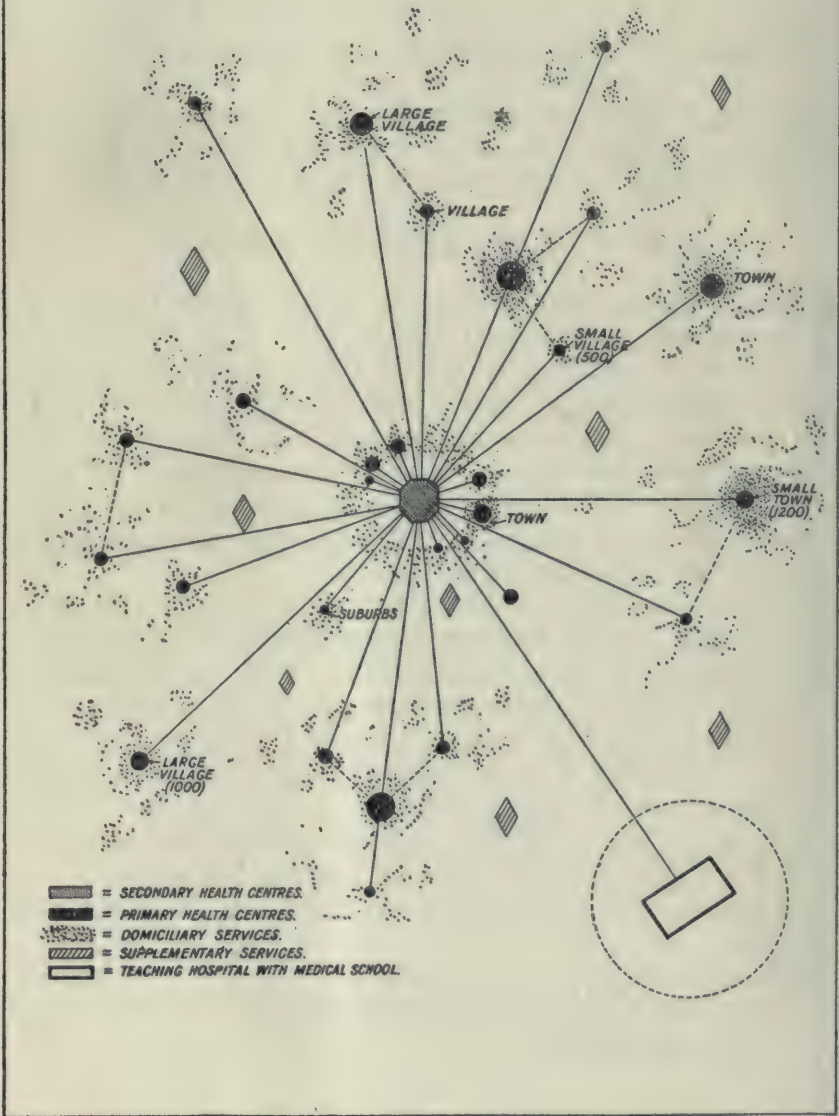 LARGE
VILLAGE
VILLAGE
TOWN
SMALL
VILLAGE
(500)
SMALL
TOWN
(1200)
TOWN
SUBURBS
LARGE
VILLAGE
(1000)
= SECONDARY HEALTH CENTRES.
= PRIMARY HEALTH CENTRES.
= DOMICILIARY SERVICES.
= SUPPLEMENTARY SERVICES.
= TEACHING HOSPITAL WITH MEDICAL SCHOOL.